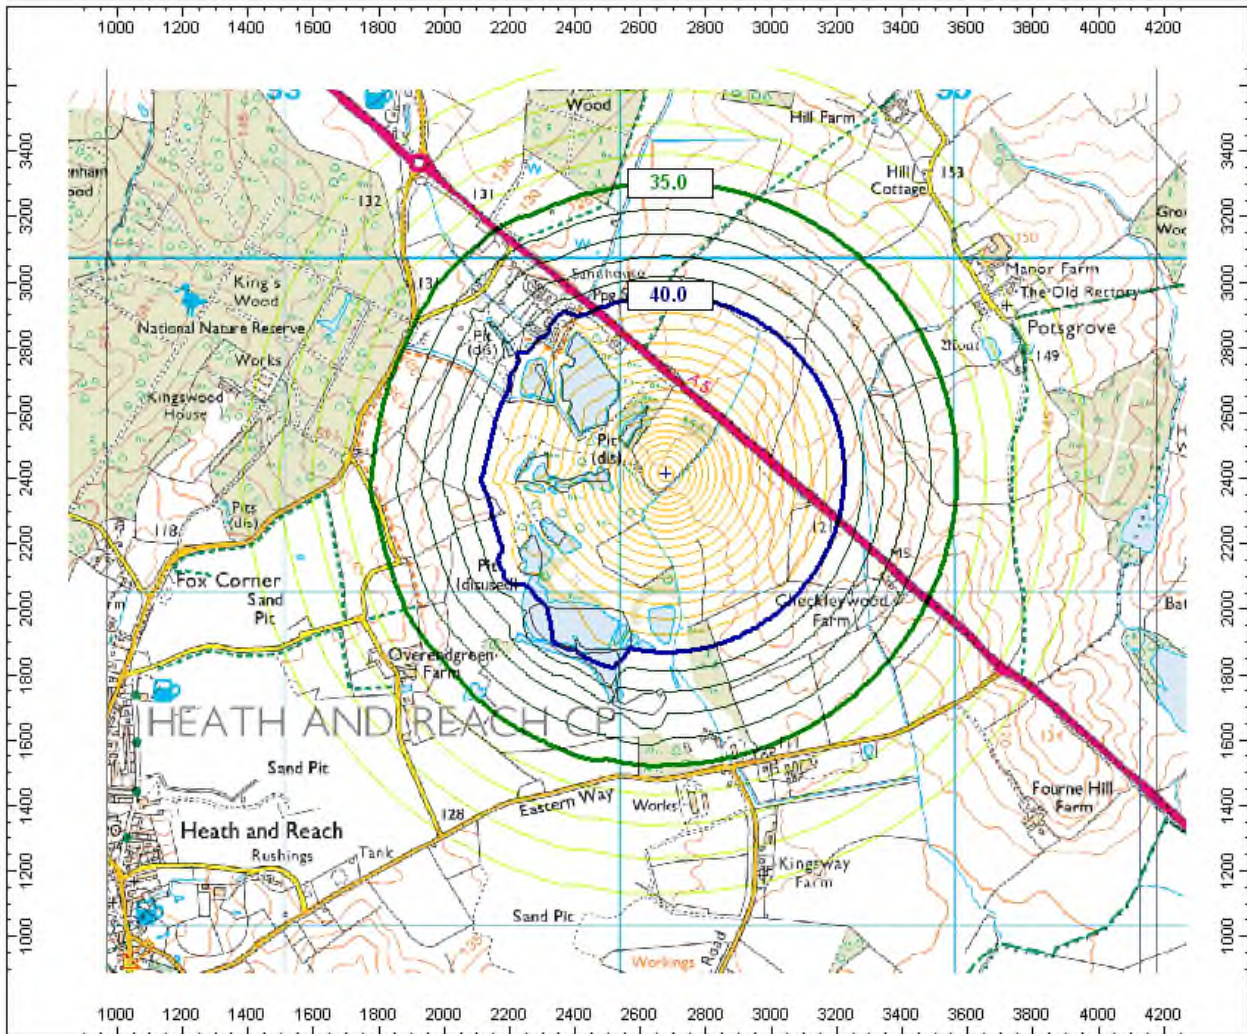 1000 1200 1400 1600 1800 2000 2200 2400 2600 2800 3000 3200 3400 3600 3800 4000 4200
3400 3400
3200 3200
3000 3000
2800 2800
2600 2600
2400 2400
2200 2200
2000 2000
1800 1800
1600 1600
1400 1400
1200 1200
1000 1000
Wood
Hill Farm
Hill
Cottage
153
131
132
35.0
W
W
150
Manor Farm
The Old Rectory
Potsgrove
Moat
149
145
King's
Wood
National Nature Reserve
Works
Kingswood
House
131
Sandhouse
40.0
Pit
(dis)
A5
Pit
(dis)
Pits
(dis)
118
Fox Corner
Sand
Pit
Pit
(disused)
MS
Checkleywood
Farm
Overendgreen
Farm
HEATH AND REACH CP
134
Sand Pit
Heath and Reach
Rushings
Tank
128
Eastern Way
Works
Fourne Hill
Farm
Kingsway
Farm
Sand Pit
Workings
Road
1000 1200 1400 1600 1800 2000 2200 2400 2600 2800 3000 3200 3400 3600 3800 4000 4200